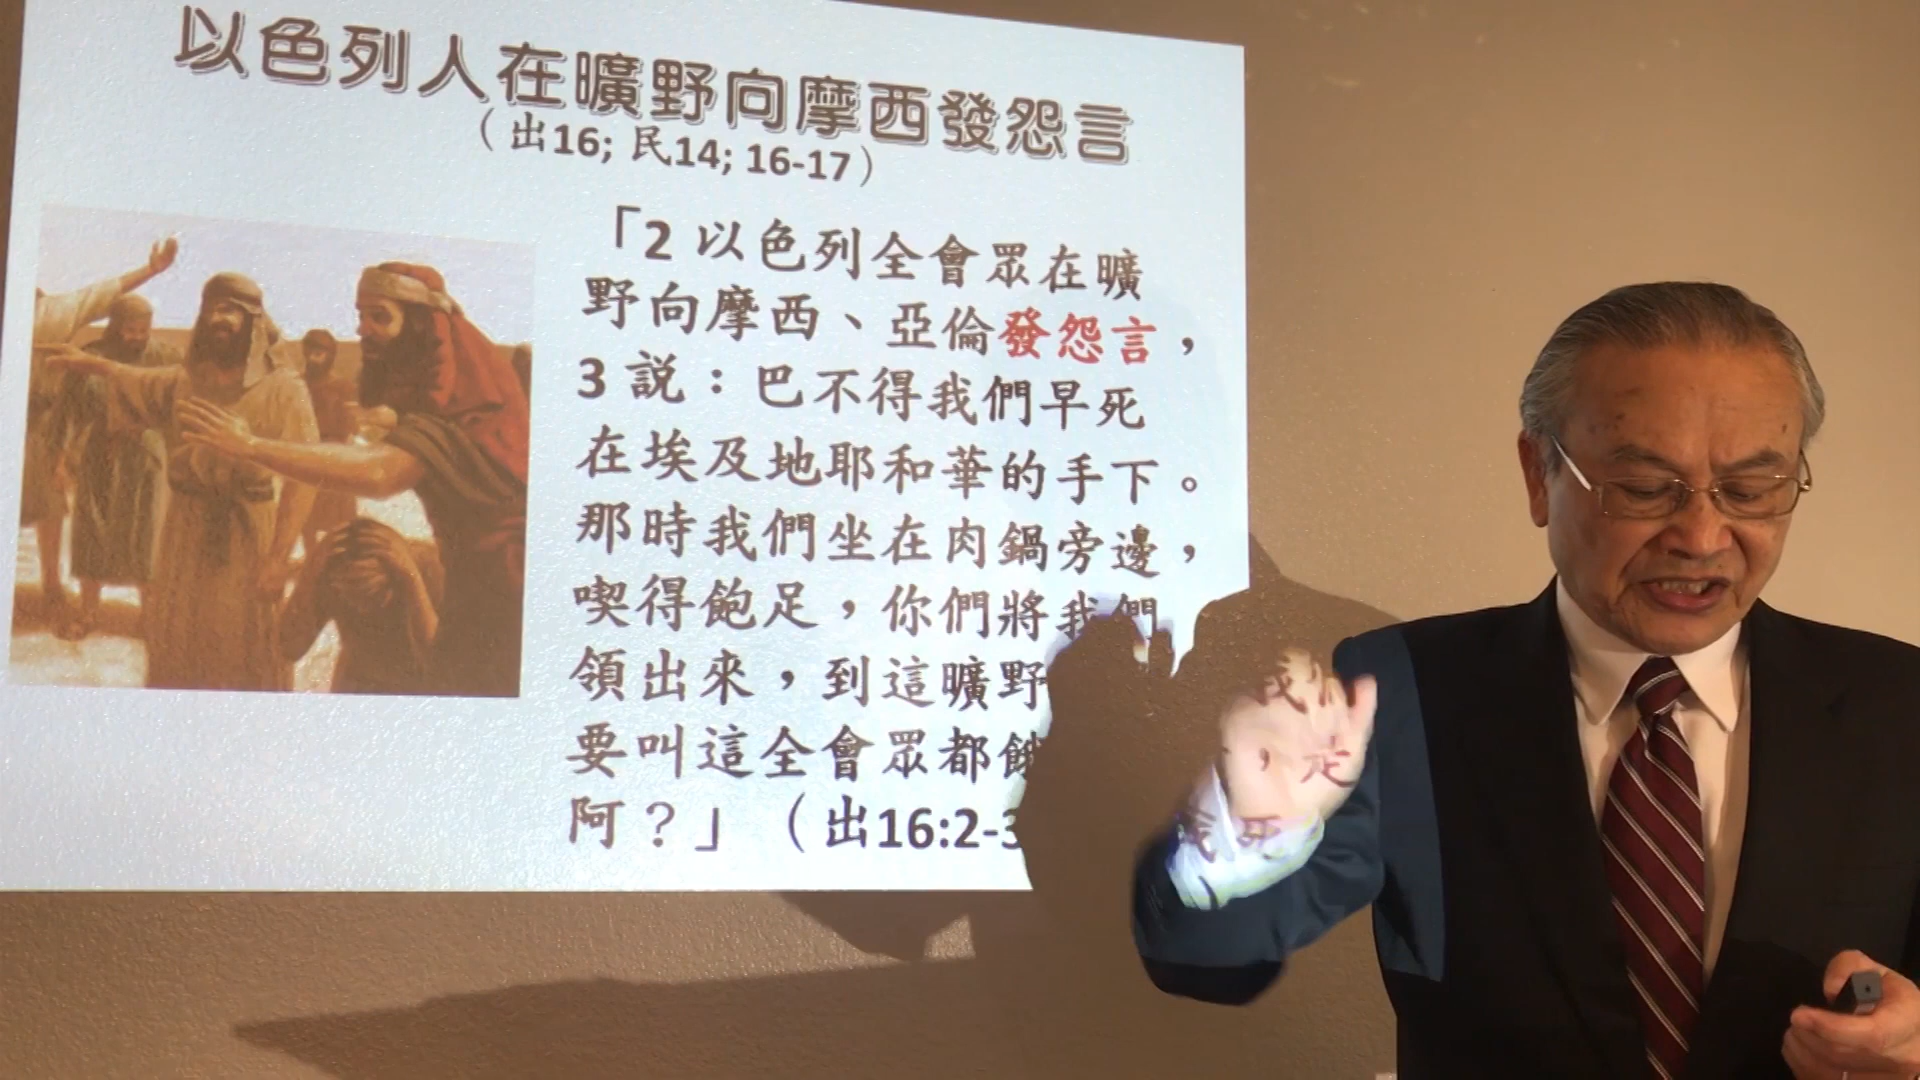 以色列人在曠野向摩西發怨言
（出16; 民14; 16-17）
「2 以色列全會眾在曠
野向摩西、亞倫發怨言，
3 説：巴不得我們早死
在埃及地耶和華的手下。
那時我們坐在肉鍋旁邊，
喫得飽足，你們將我們
領出來，到這曠野
要叫這全會眾都餓
阿？」（出16:2-3